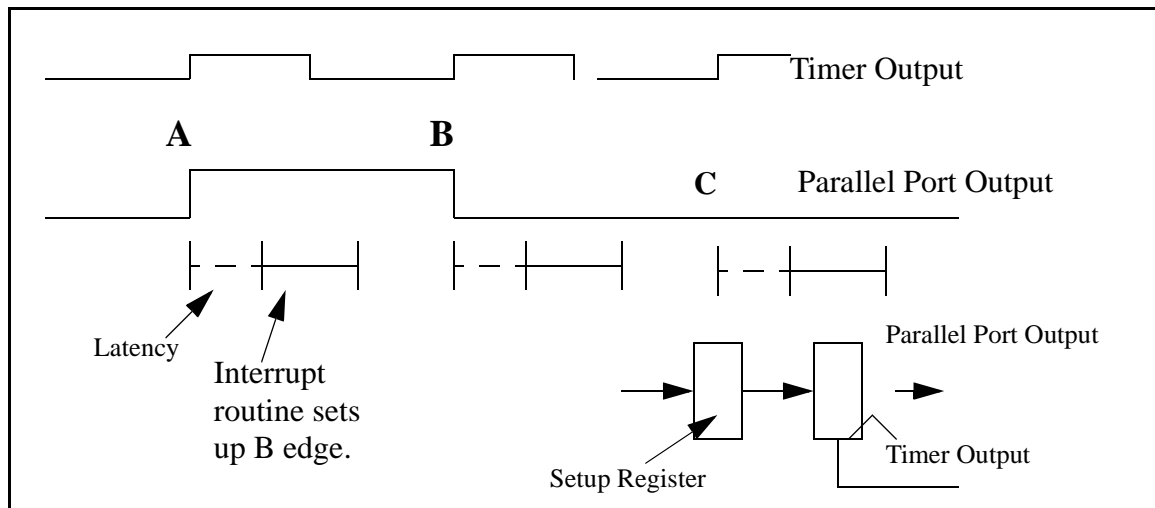 Timer Output
A
B
C
Parallel Port Output
Latency
Interrupt
routine sets
up B edge.
Parallel Port Output
Setup Register
Timer Output